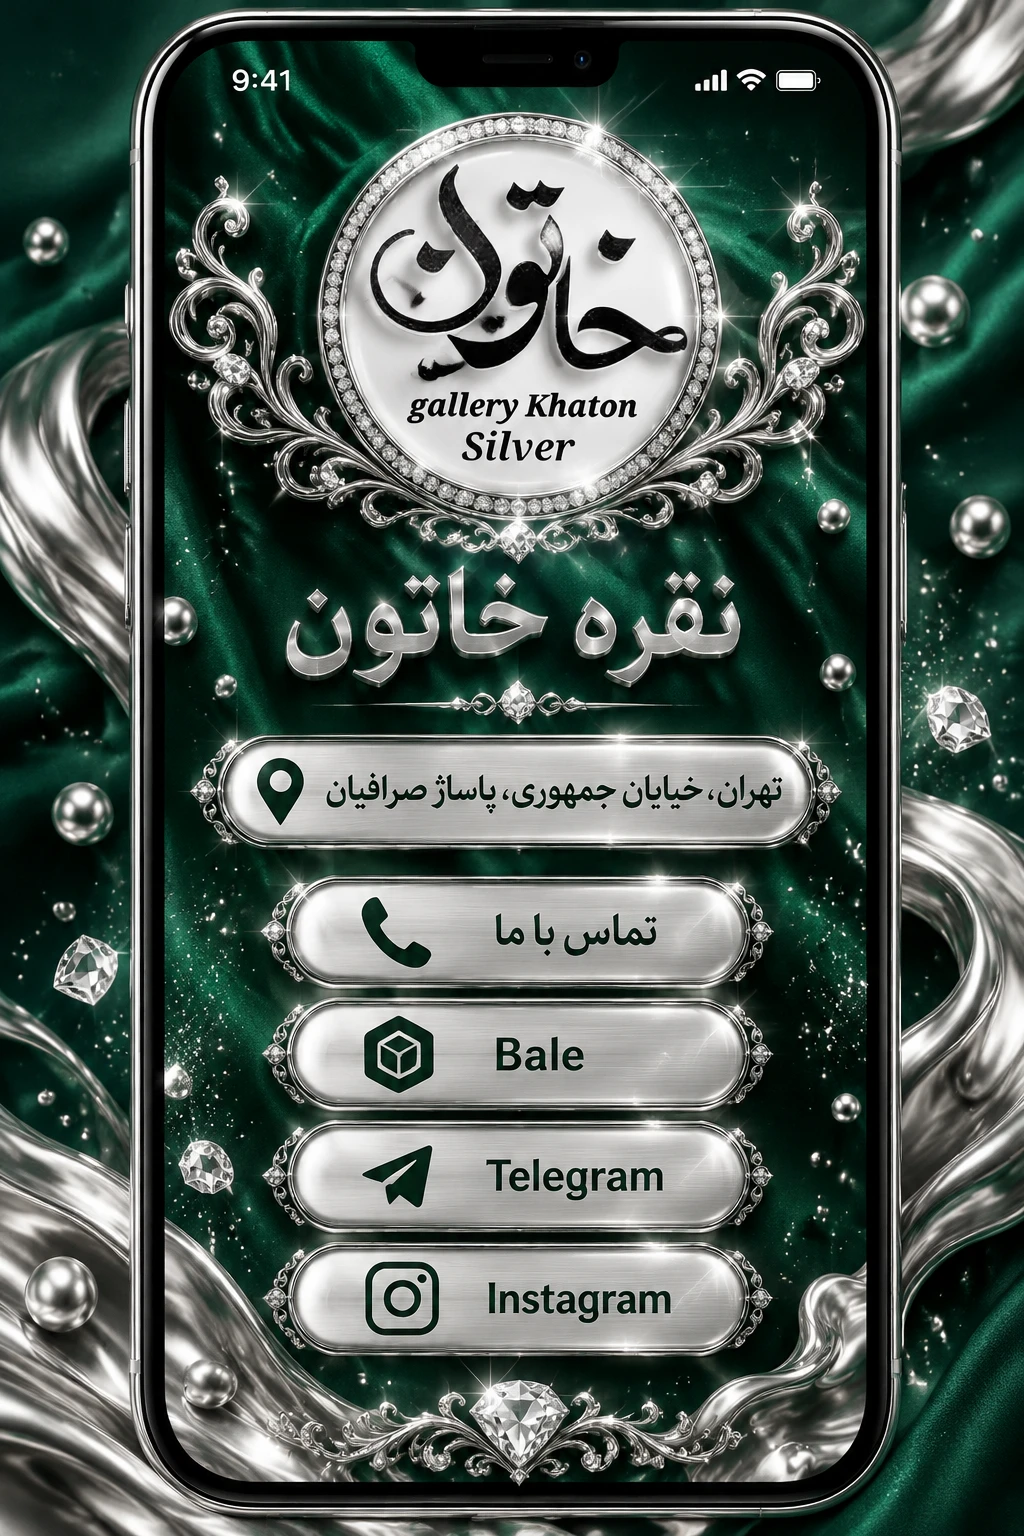 9:41
خاتون
gallery Khaton
Silver
نقره خاتون
تهران، خیابان جمهوری، پاساژ صرافیان
تماس با ما
Bale
Telegram
Instagram